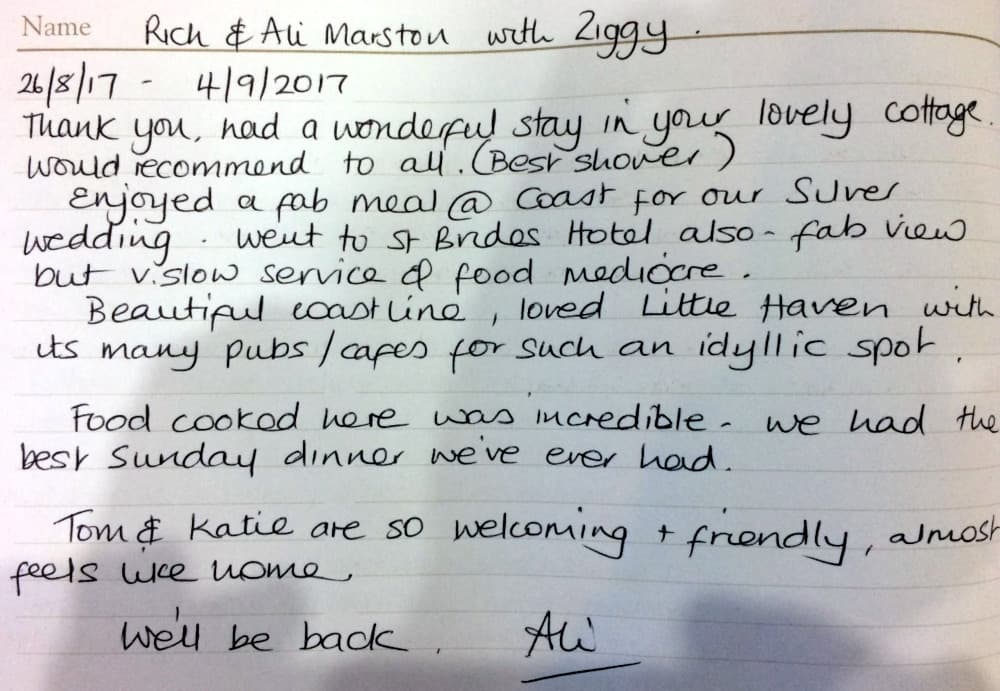 Name Rich & Ali Marston with Ziggy.
26/8/17 - 4/9/2017
Thank you, had a wonderful stay in your lovely cottage.
Would recommend to all. (Best shower)
Enjoyed a fab meal @ Coast for our Silver
wedding. Went to St Brides Hotel also - fab view
but v.slow service & food mediocre.
Beautiful coastline, loved Little Haven with
its many pubs/cafes for such an idyllic spot.
Food cooked here was incredible - we had the
best Sunday dinner we've ever had.
Tom & Katie are so welcoming + friendly, almost
feels like home.
We'll be back. Ali